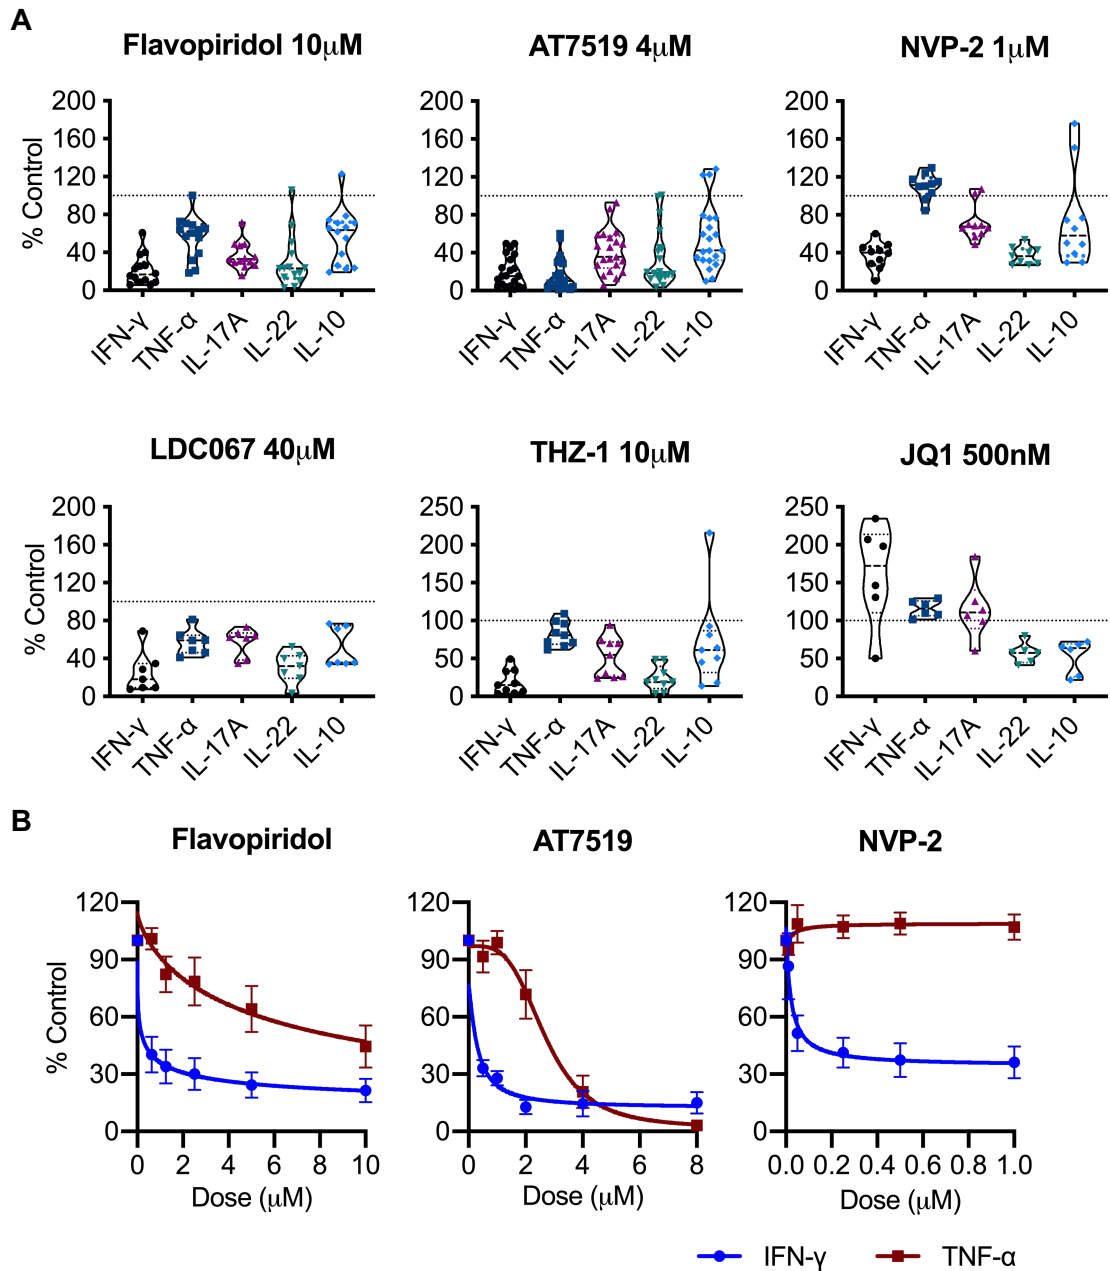 A
Flavopiridol 10μM
AT7519 4μM
NVP-2 1μM
% Control
200
160
120
80
40
0
IFN-γ
TNF-α
IL-17A
IL-22
IL-10
200
160
120
80
40
0
IFN-γ
TNF-α
IL-17A
IL-22
IL-10
200
160
120
80
40
0
IFN-γ
TNF-α
IL-17A
IL-22
IL-10
LDC067 40μM
THZ-1 10μM
JQ1 500nM
% Control
200
160
120
80
40
0
IFN-γ
TNF-α
IL-17A
IL-22
IL-10
250
200
150
100
50
0
IFN-γ
TNF-α
IL-17A
IL-22
IL-10
250
200
150
100
50
0
IFN-γ
TNF-α
IL-17A
IL-22
IL-10
B
Flavopiridol
AT7519
NVP-2
% Control
120
90
60
30
0
0 2 4 6 8 10
Dose (μM)
120
90
60
30
0
0 2 4 6 8
Dose (μM)
120
90
60
30
0
0.0 0.2 0.4 0.6 0.8 1.0
Dose (μM)
IFN-γ
TNF-α